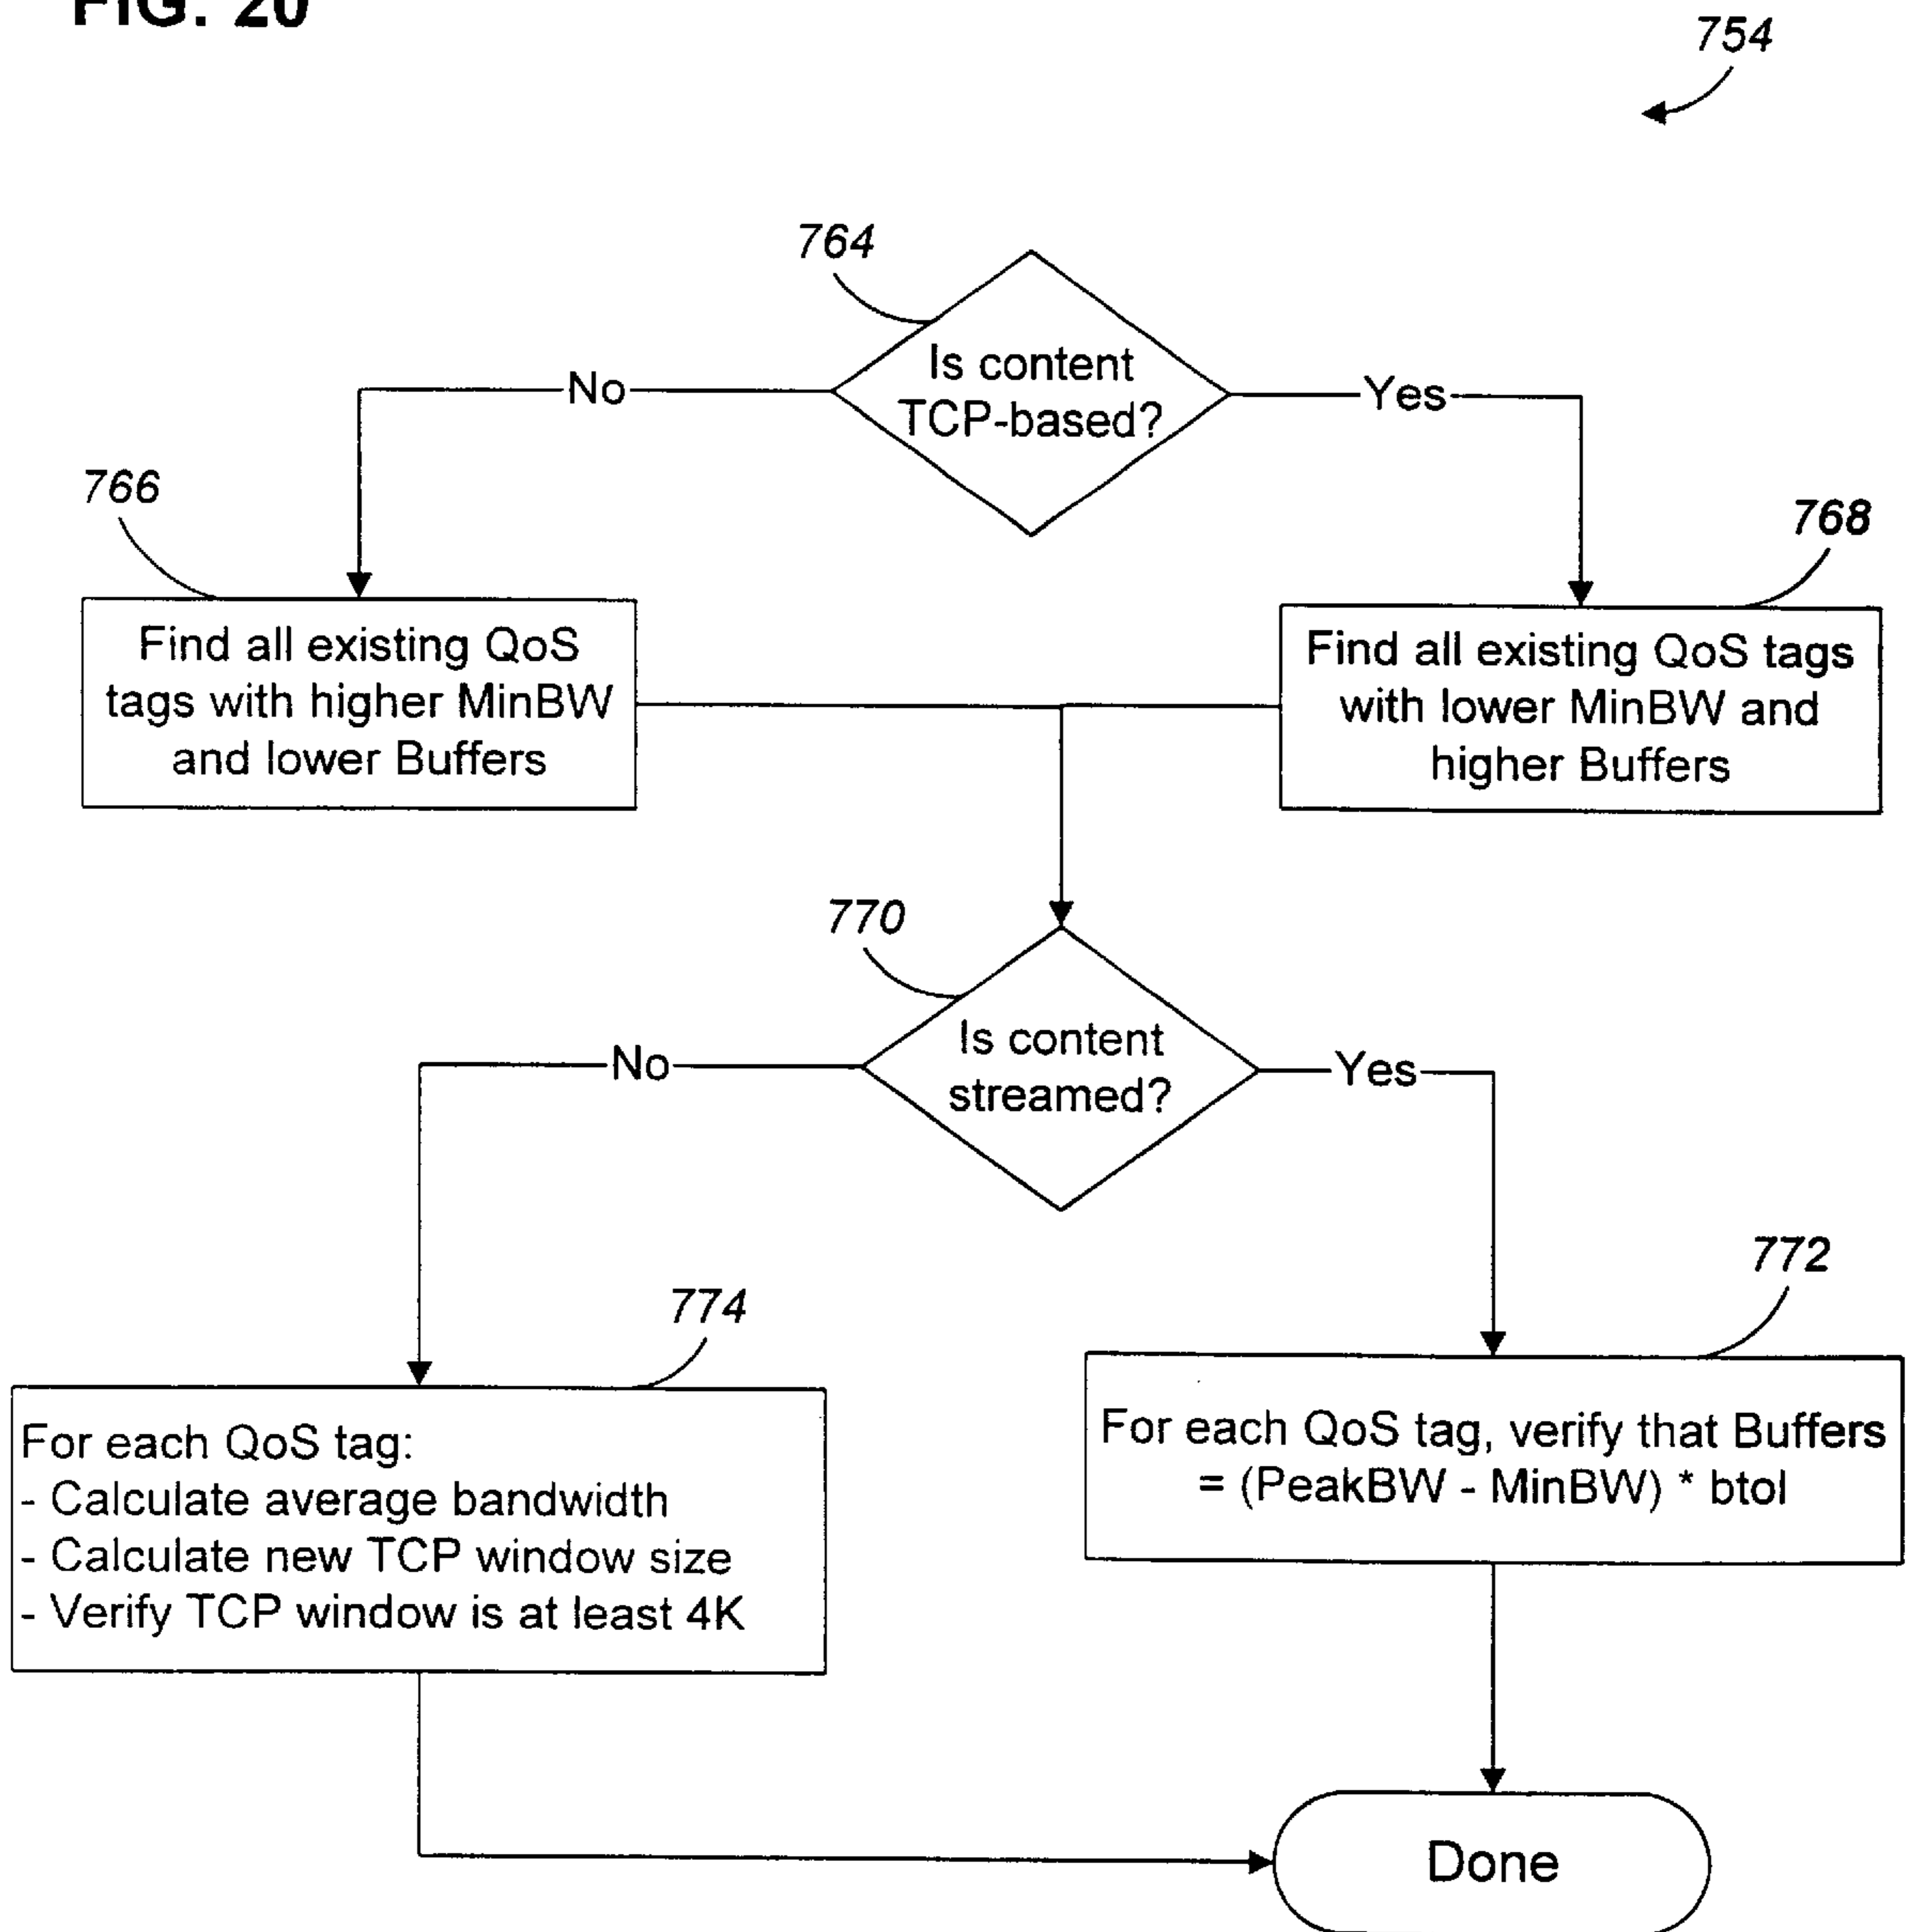 FIG. 20
754
764
Is content
TCP-based?
No
Yes
766
768
Find all existing QoS
tags with higher MinBW
and lower Buffers
Find all existing QoS tags
with lower MinBW and
higher Buffers
770
Is content
streamed?
No
Yes
772
774
For each QoS tag:
- Calculate average bandwidth
- Calculate new TCP window size
- Verify TCP window is at least 4K
For each QoS tag, verify that Buffers
= (PeakBW - MinBW) * btol
Done